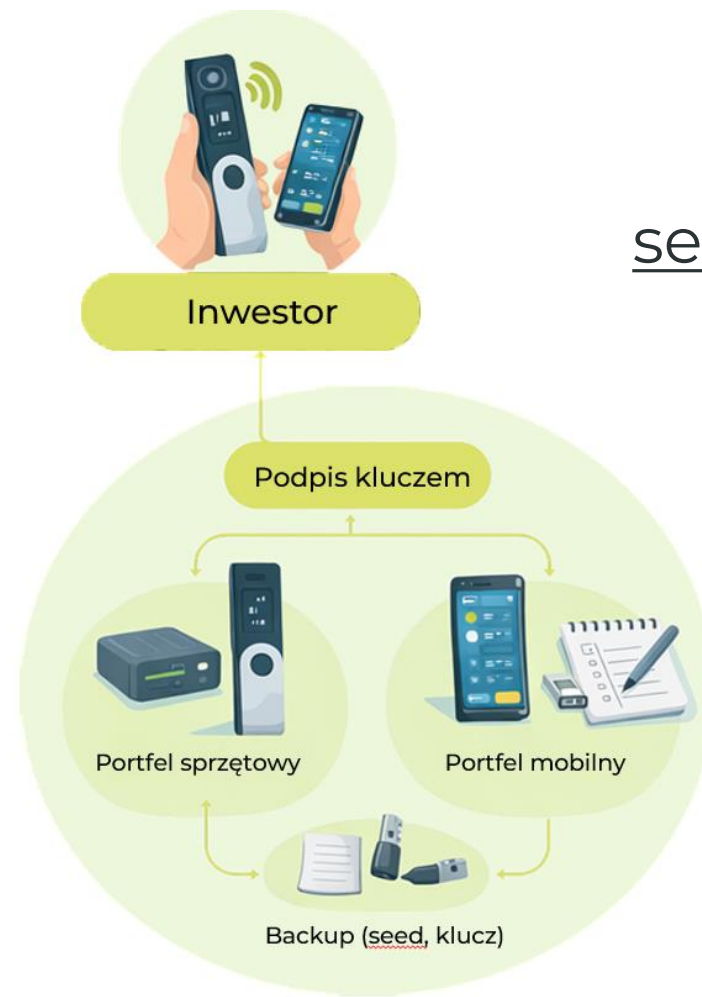 se
Inwestor
Podpis kluczem
Portfel sprzętowy
Portfel mobilny
Backup (seed, klucz)